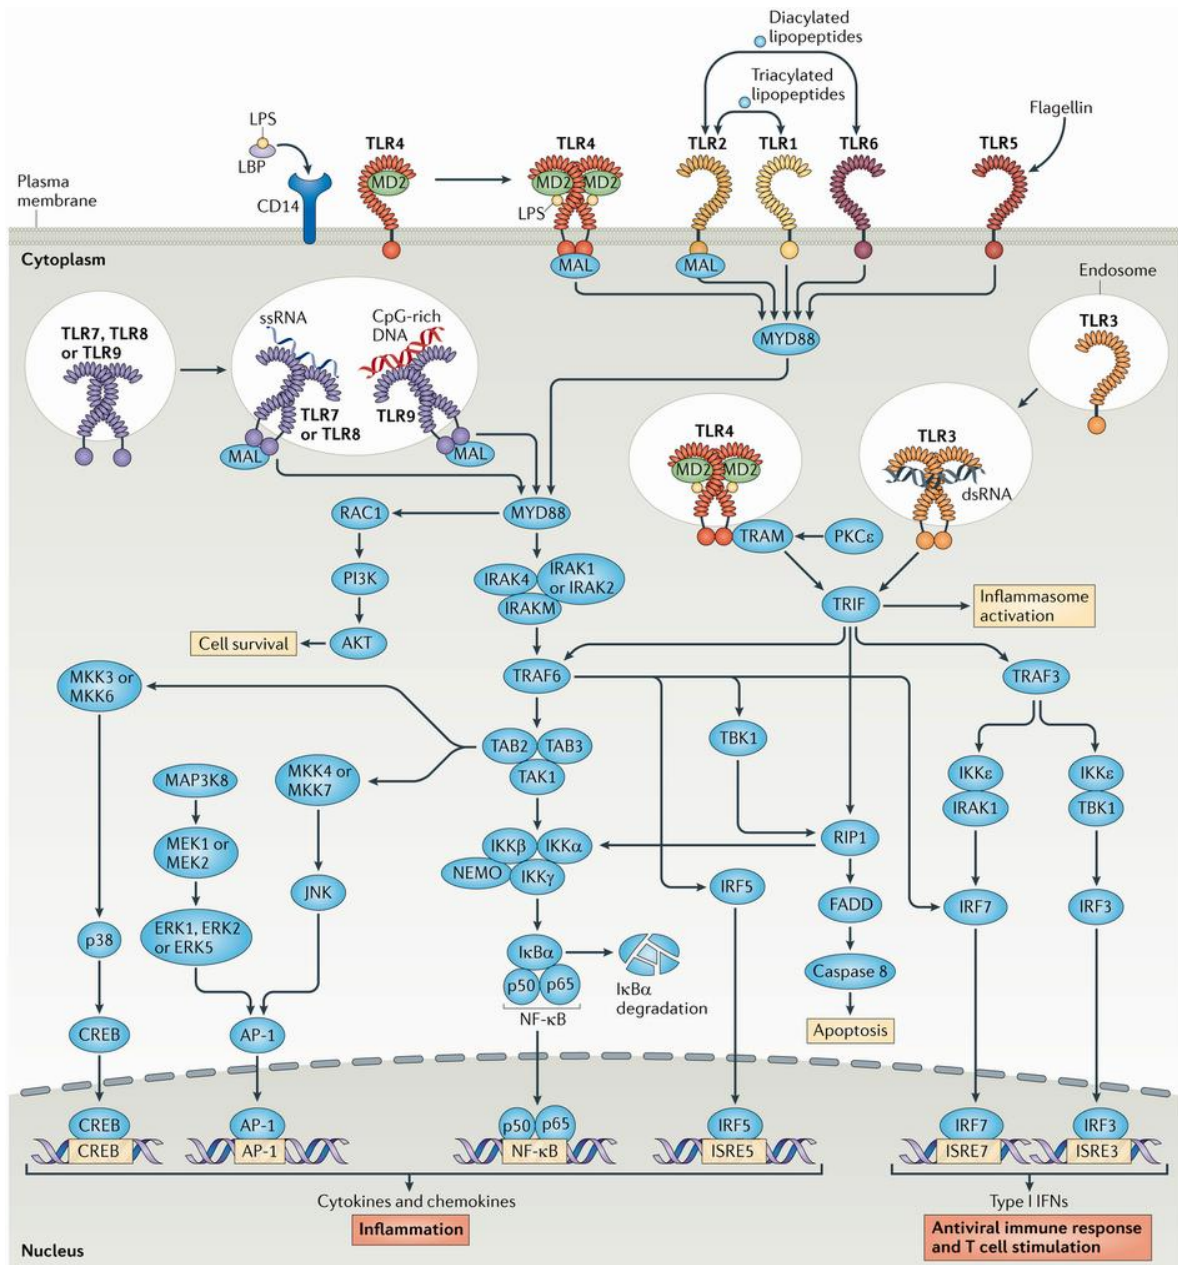 Diacylated
lipopeptides
Triacylated
lipopeptides
LPS
LBP
CD14
TLR4
MD2
TLR4
MD2
MD2
LPS
TLR2
TLR1
TLR6
TLR5
Flagellin
Plasma
membrane
Cytoplasm
MAL
MAL
Endosome
TLR7, TLR8
or TLR9
ssRNA
CpG-rich
DNA
TLR7
or TLR8
TLR9
MAL
MAL
MYD88
TLR3
TLR4
MD2
MD2
TLR3
dsRNA
RAC1
MYD88
TRAM
PKCε
PI3K
IRAK4
IRAK1
or IRAK2
IRAKM
TRIF
Inflammasome
activation
Cell survival
AKT
MKK3 or
MKK6
TRAF6
TRAF3
TAB2
TAB3
TAK1
TBK1
MAP3K8
MKK4 or
MKK7
IKKε
IRAK1
IKKε
TBK1
MEK1 or
MEK2
IKKβ
IKKα
NEMO
IKKγ
RIP1
JNK
IRF5
FADD
IRF7
IRF3
p38
ERK1, ERK2
or ERK5
IκBα
p50
p65
NF-κB
IκBα
degradation
Caspase 8
Apoptosis
CREB
AP-1
CREB
CREB
AP-1
AP-1
p50
p65
NF-κB
IRF5
ISRE5
IRF7
ISRE7
IRF3
ISRE3
Cytokines and chemokines
Inflammation
Type I IFNs
Antiviral immune response
and T cell stimulation
Nucleus